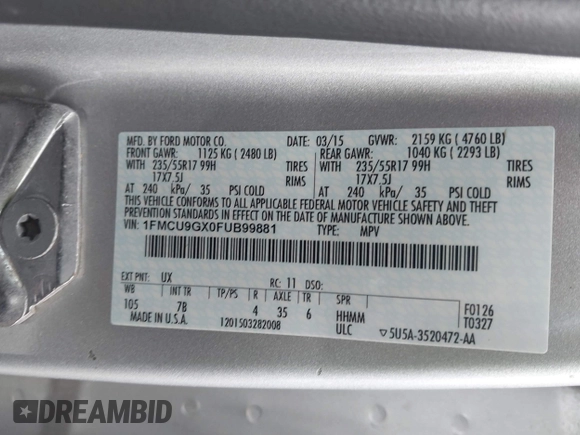 MFD. BY FORD MOTOR CO. DATE: 03/15 GVWR: 2159 KG ( 4760 LB)
FRONT GAWR: 1125 KG ( 2480 LB) REAR GAWR: 1040 KG ( 2293 LB)
WITH 235/55R17 99H TIRES WITH 235/55R17 99H TIRES
17X7.5J RIMS 17X7.5J RIMS
AT 240 kPa/ 35 PSI COLD AT 240 kPa/ 35 PSI COLD
THIS VEHICLE CONFORMS TO ALL APPLICABLE FEDERAL MOTOR VEHICLE SAFETY AND BUMPER
STANDARDS IN EFFECT ON THE DATE OF MANUFACTURE SHOWN ABOVE.
VIN: 1FMCU9GX0FUB99881 TYPE: MPV
EXT PNT: UX RC: 11 DSO:
WB INT TR TP/PS R AXLE TR SPR F0126
105 7B 4 35 6 HHMM T0327
MADE IN U.S.A. 1201503282008 ULC ▽5U5A-3520472-AA
DREAMBID